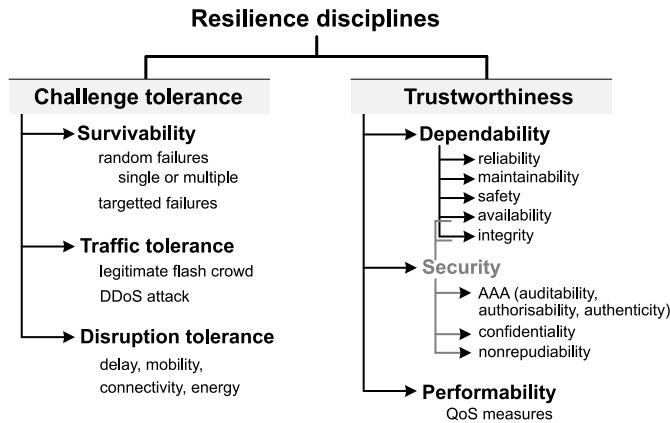 Resilience disciplines
Challenge tolerance
Survivability
random failures
single or multiple
targetted failures
Traffic tolerance
legitimate flash crowd
DDoS attack
Disruption tolerance
delay, mobility,
connectivity, energy
Trustworthiness
Dependability
reliability
maintainability
safety
availability
integrity
Security
AAA (auditability,
authorisability, authenticity)
confidentiality
nonrepudiability
Performability
QoS measures